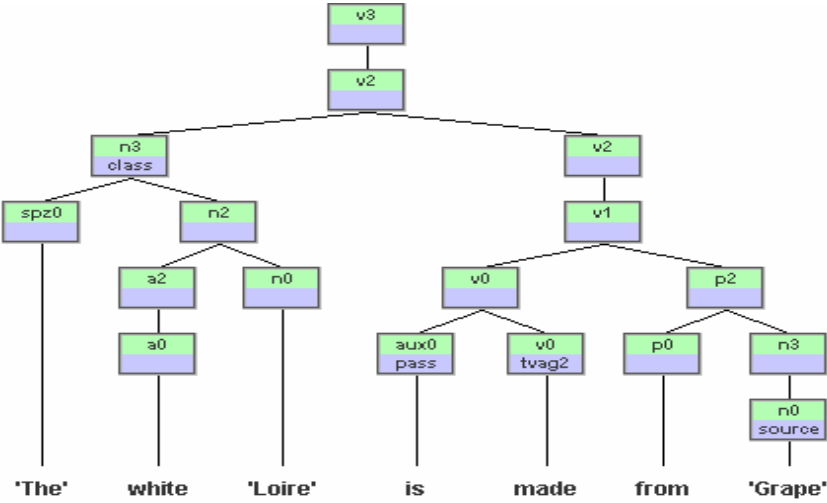 v3
v2
n3 v2
class
spz0 n2 v1
a2 n0 v0 p2
a0 aux0 v0 p0 n3
pass tvag2
n0
source
'The' white 'Loire' is made from 'Grape'